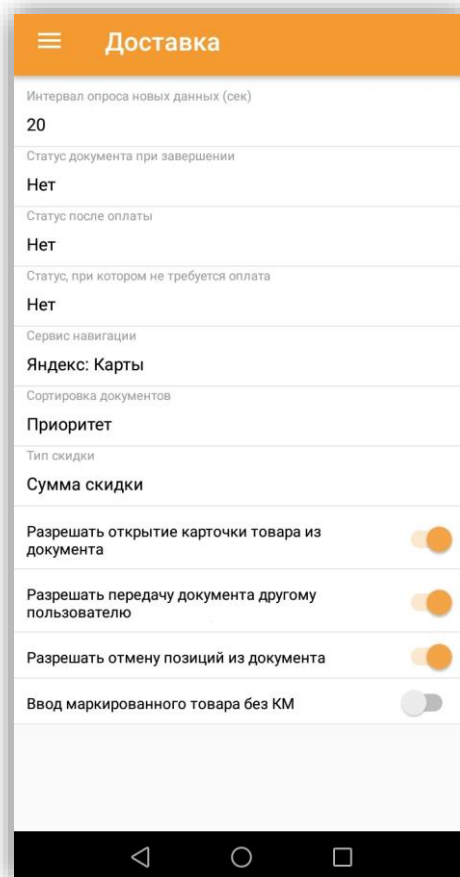 Доставка
Интервал опроса новых данных (сек)
20
Статус документа при завершении
Нет
Статус после оплаты
Нет
Статус, при котором не требуется оплата
Нет
Сервис навигации
Яндекс: Карты
Сортировка документов
Приоритет
Тип скидки
Сумма скидки
Разрешать открытие карточки товара из
документа
Разрешать передачу документа другому
пользователю
Разрешать отмену позиций из документа
Ввод маркированного товара без КМ